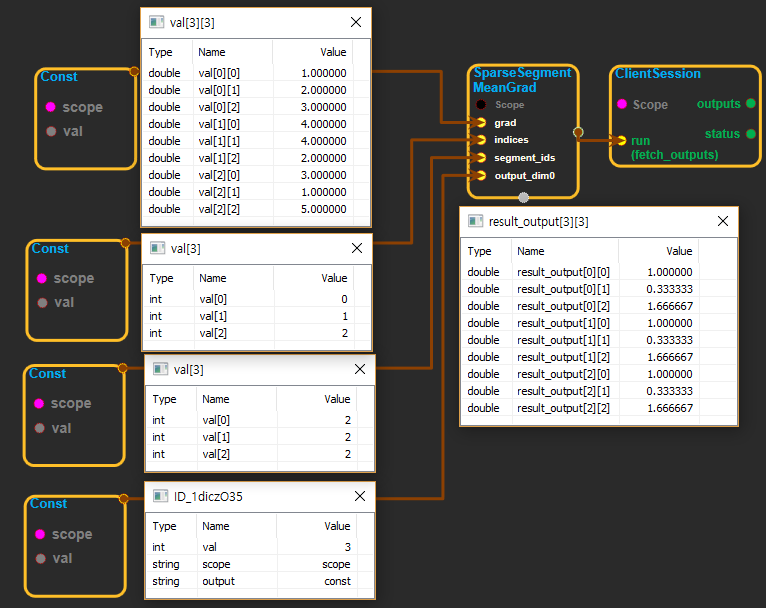 val[3][3]
Type Name Value
double val[0][0] 1.000000
double val[0][1] 2.000000
double val[0][2] 3.000000
double val[1][0] 4.000000
double val[1][1] 4.000000
double val[1][2] 2.000000
double val[2][0] 3.000000
double val[2][1] 1.000000
double val[2][2] 5.000000
Const
scope
val
SparseSegment
MeanGrad
Scope
grad
indices
segment_ids
output_dim0
ClientSession
Scope
outputs
status
run
(fetch_outputs)
Const
scope
val
val[3]
Type Name Value
int val[0] 0
int val[1] 1
int val[2] 2
result_output[3][3]
Type Name Value
double result_output[0][0] 1.000000
double result_output[0][1] 0.333333
double result_output[0][2] 1.666667
double result_output[1][0] 1.000000
double result_output[1][1] 0.333333
double result_output[1][2] 1.666667
double result_output[2][0] 1.000000
double result_output[2][1] 0.333333
double result_output[2][2] 1.666667
Const
scope
val
val[3]
Type Name Value
int val[0] 2
int val[1] 2
int val[2] 2
Const
scope
val
ID_1diczO35
Type Name Value
int val 3
string scope scope
string output const